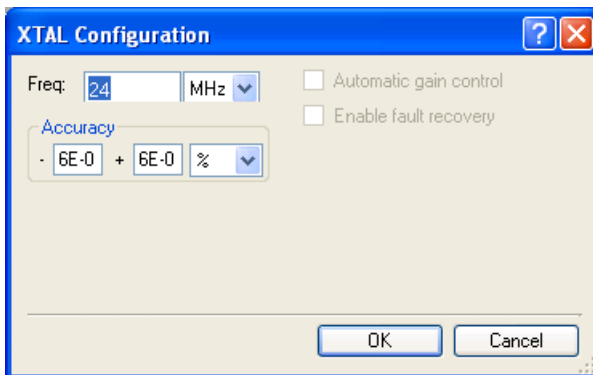 XTAL Configuration
Freq: 24 MHz
Automatic gain control
Enable fault recovery
Accuracy
- 6E-0 + 6E-0 %
OK Cancel